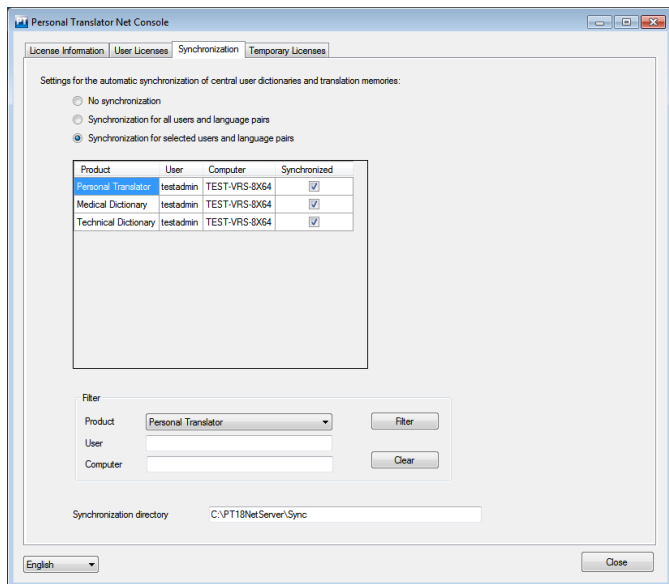 PT Personal Translator Net Console
License Information User Licenses Synchronization Temporary Licenses
Settings for the automatic synchronization of central user dictionaries and translation memories:
No synchronization
Synchronization for all users and language pairs
Synchronization for selected users and language pairs
Product User Computer Synchronized
Personal Translator testadmin TEST-VRS-8X64
Medical Dictionary testadmin TEST-VRS-8X64
Technical Dictionary testadmin TEST-VRS-8X64
Filter
Product Personal Translator Filter
User
Computer Clear
Synchronization directory C:\PT18NetServer\Sync
English Close